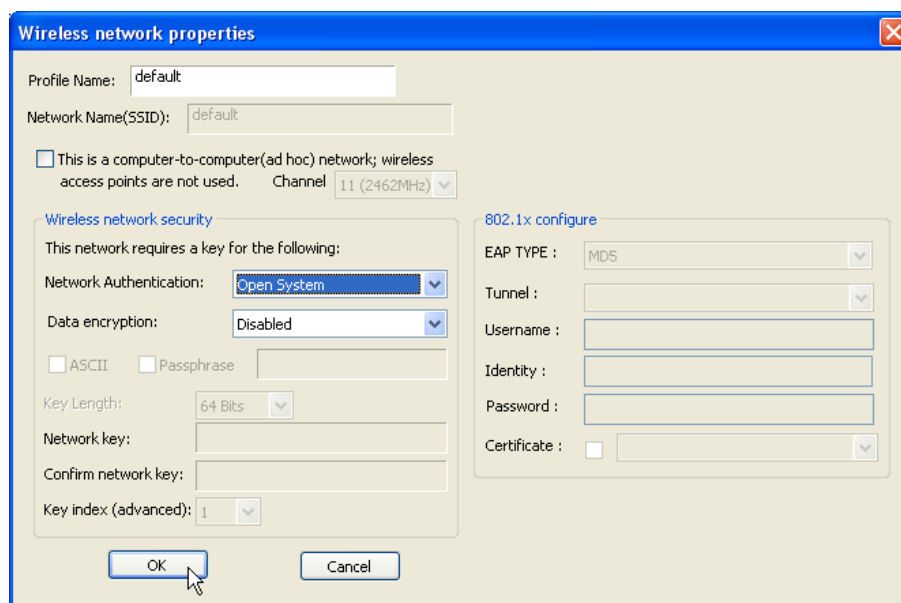 Wireless network properties
Profile Name: default
Network Name(SSID): default
This is a computer-to-computer(ad hoc) network; wireless
access points are not used. Channel 11 (2462MHz)
Wireless network security
This network requires a key for the following:
Network Authentication: Open System
Data encryption: Disabled
ASCII Passphrase
Key Length: 64 Bits
Network key:
Confirm network key:
Key index (advanced): 1
802.1x configure
EAP TYPE : MD5
Tunnel :
Username :
Identity :
Password :
Certificate :
OK Cancel